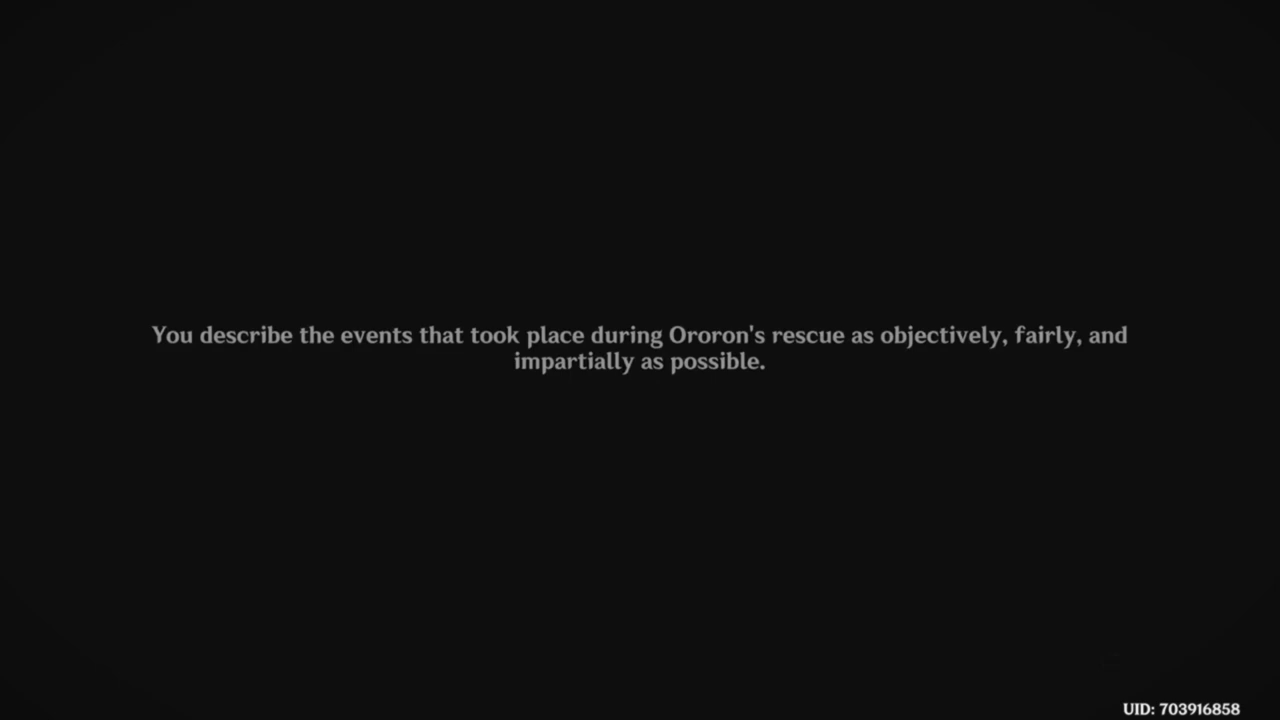 You describe the events that took place during Ororon's rescue as objectively, fairly, and
impartially as possible.
UID: 703916858